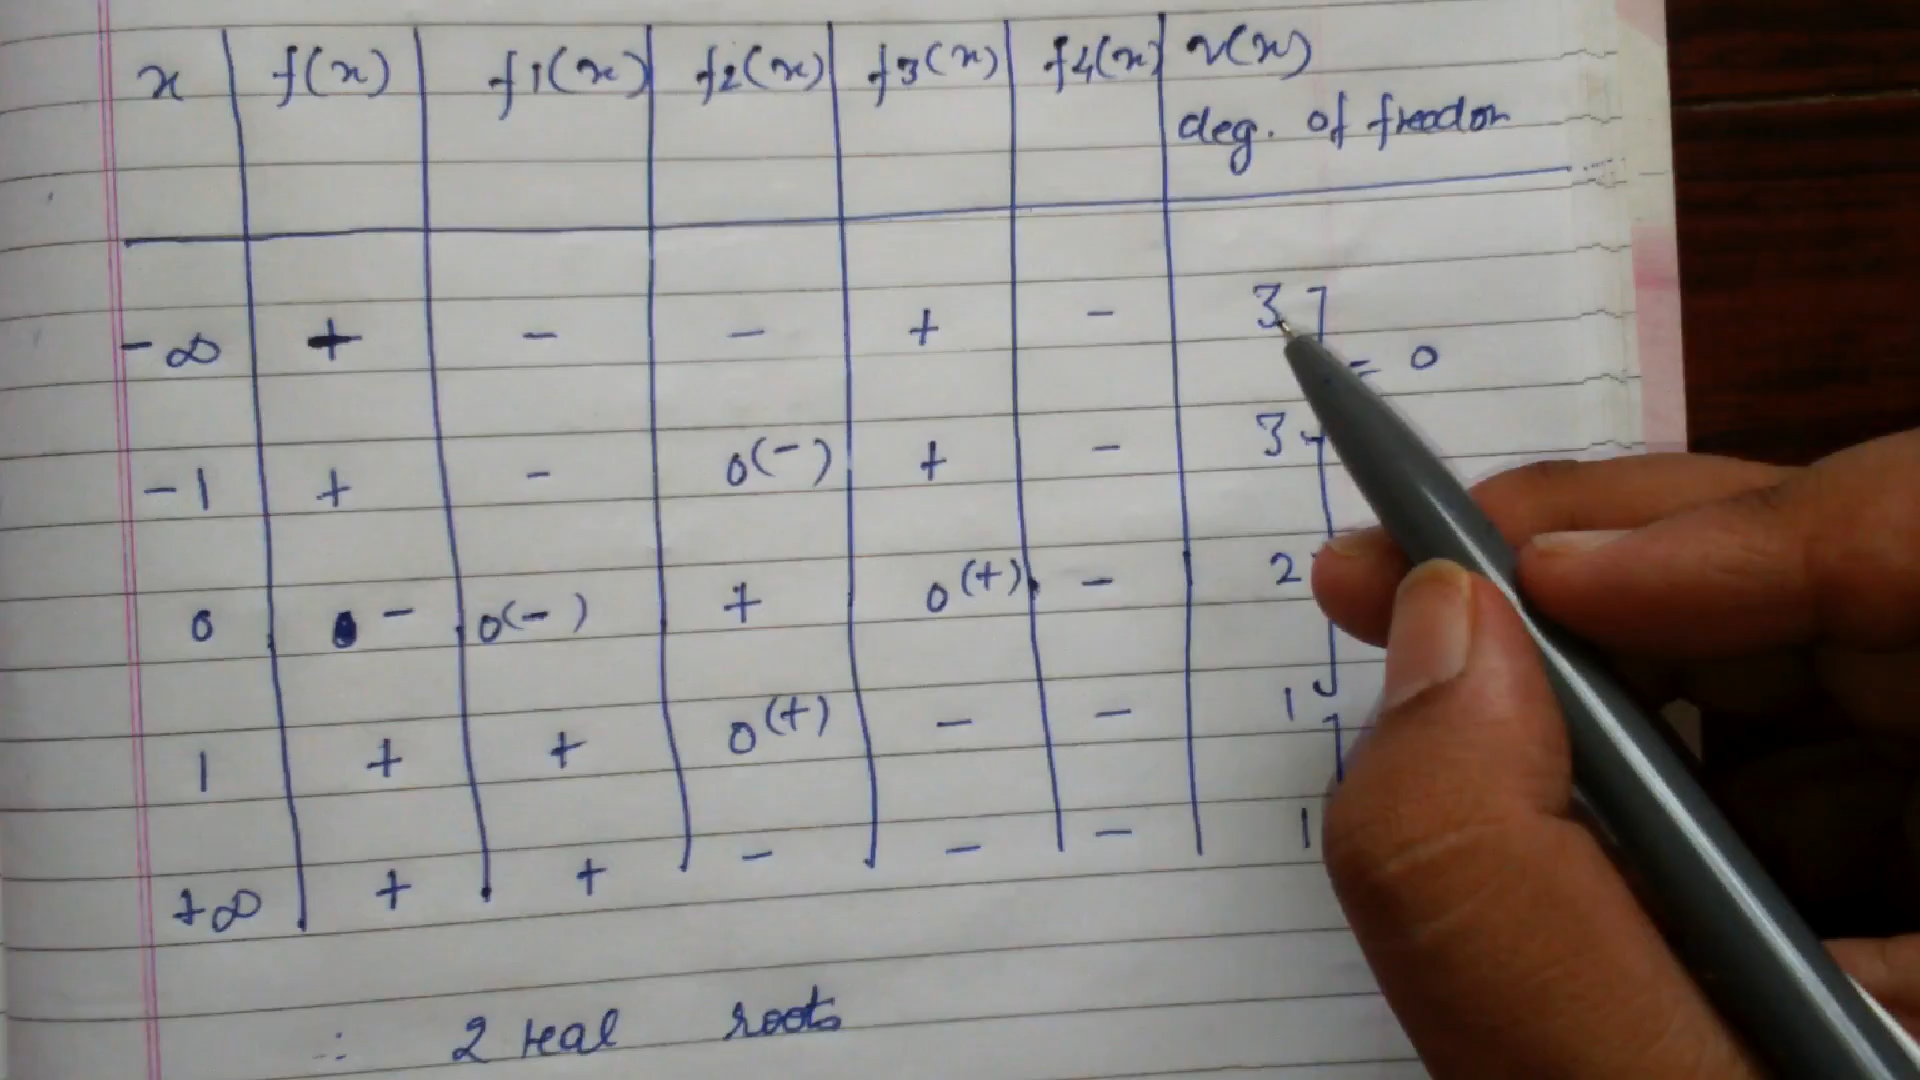 x f(x) f1(x) f2(x) f3(x) f4(x) v(x)
deg. of freedom
-∞ + - - + - 3
= 0
-1 + - 0(-) + - 3
0 - 0(-) + 0(+) - 2
1 + + 0(+) - - 1
+∞ + + - - - 1
∴ 2 real roots